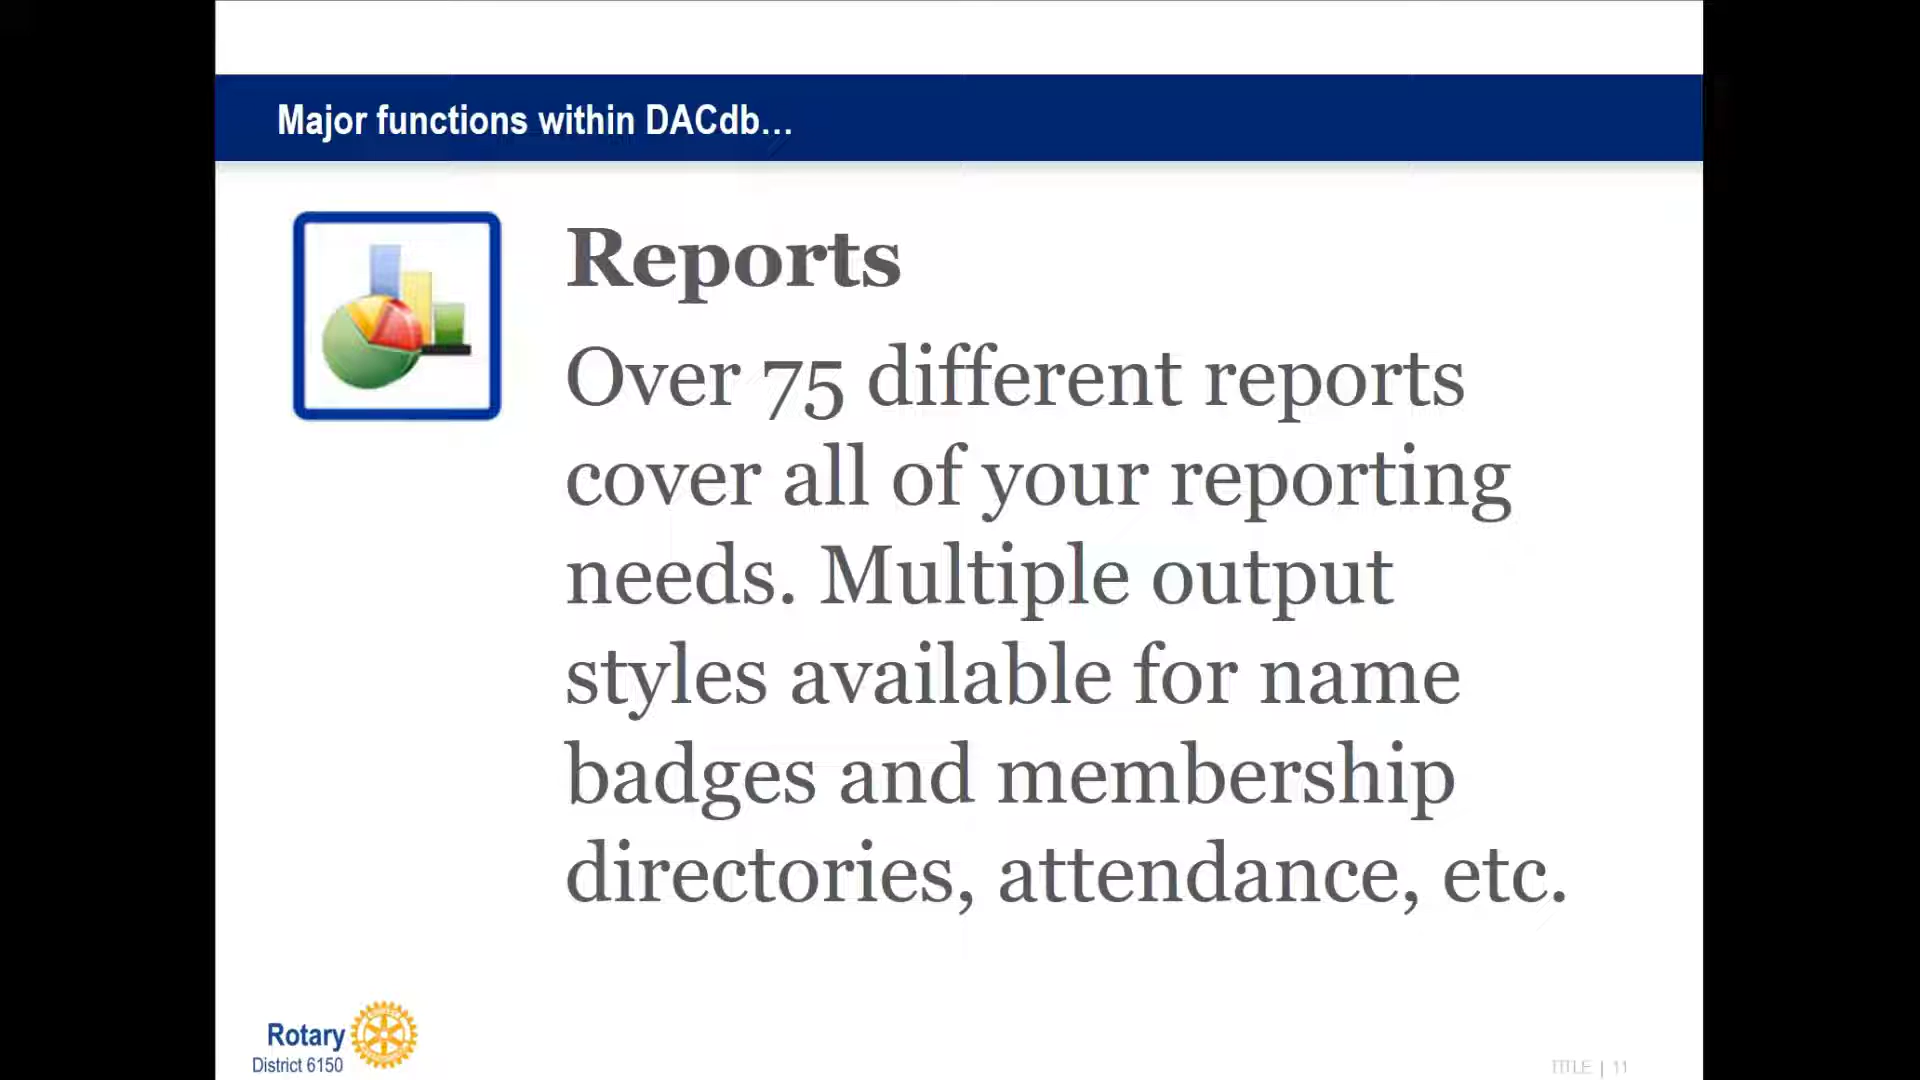 Major functions within DACdb…
Reports
Over 75 different reports
cover all of your reporting
needs. Multiple output
styles available for name
badges and membership
directories, attendance, etc.
Rotary
District 6150
TITLE | 11